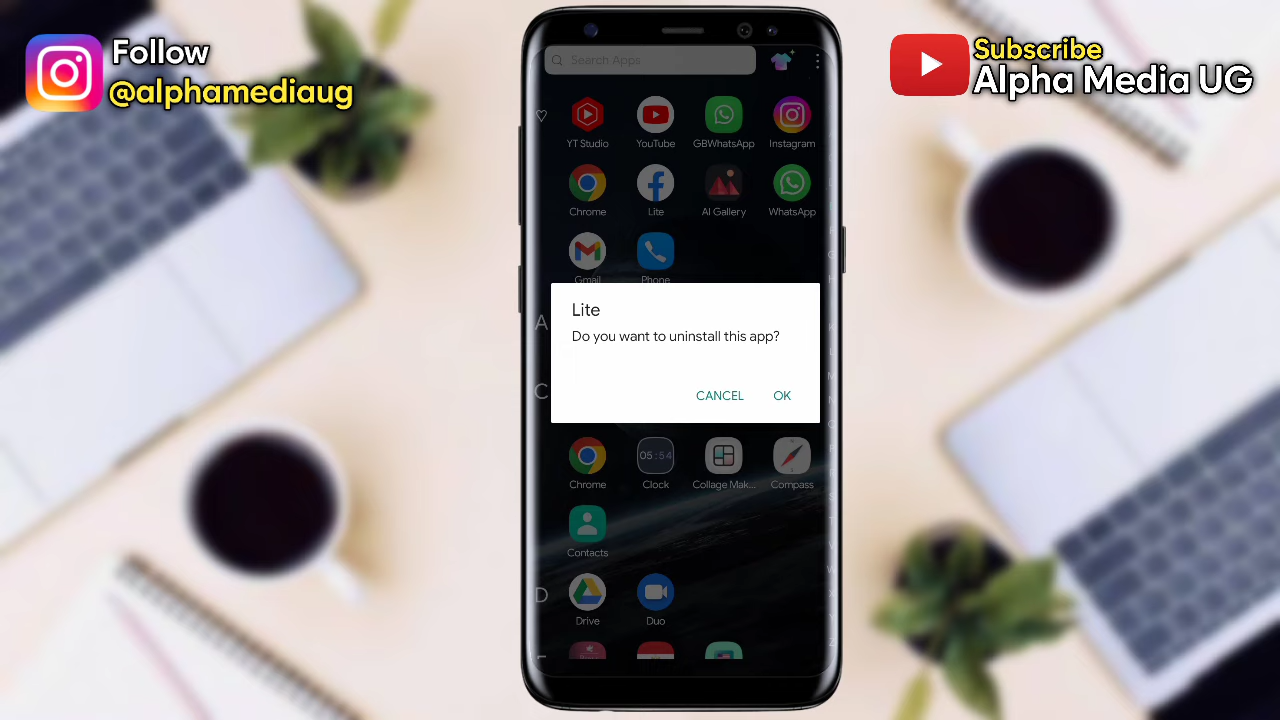 Follow
@alphamediaug
Subscribe
Alpha Media UG
Search Apps
YT Studio YouTube GBWhatsApp Instagram
Chrome Lite AI Gallery WhatsApp
Gmail Phone
A
Lite
Do you want to uninstall this app?
CANCEL OK
C
05:54
Chrome Clock Collage Mak... Compass
Contacts
D
Drive Duo